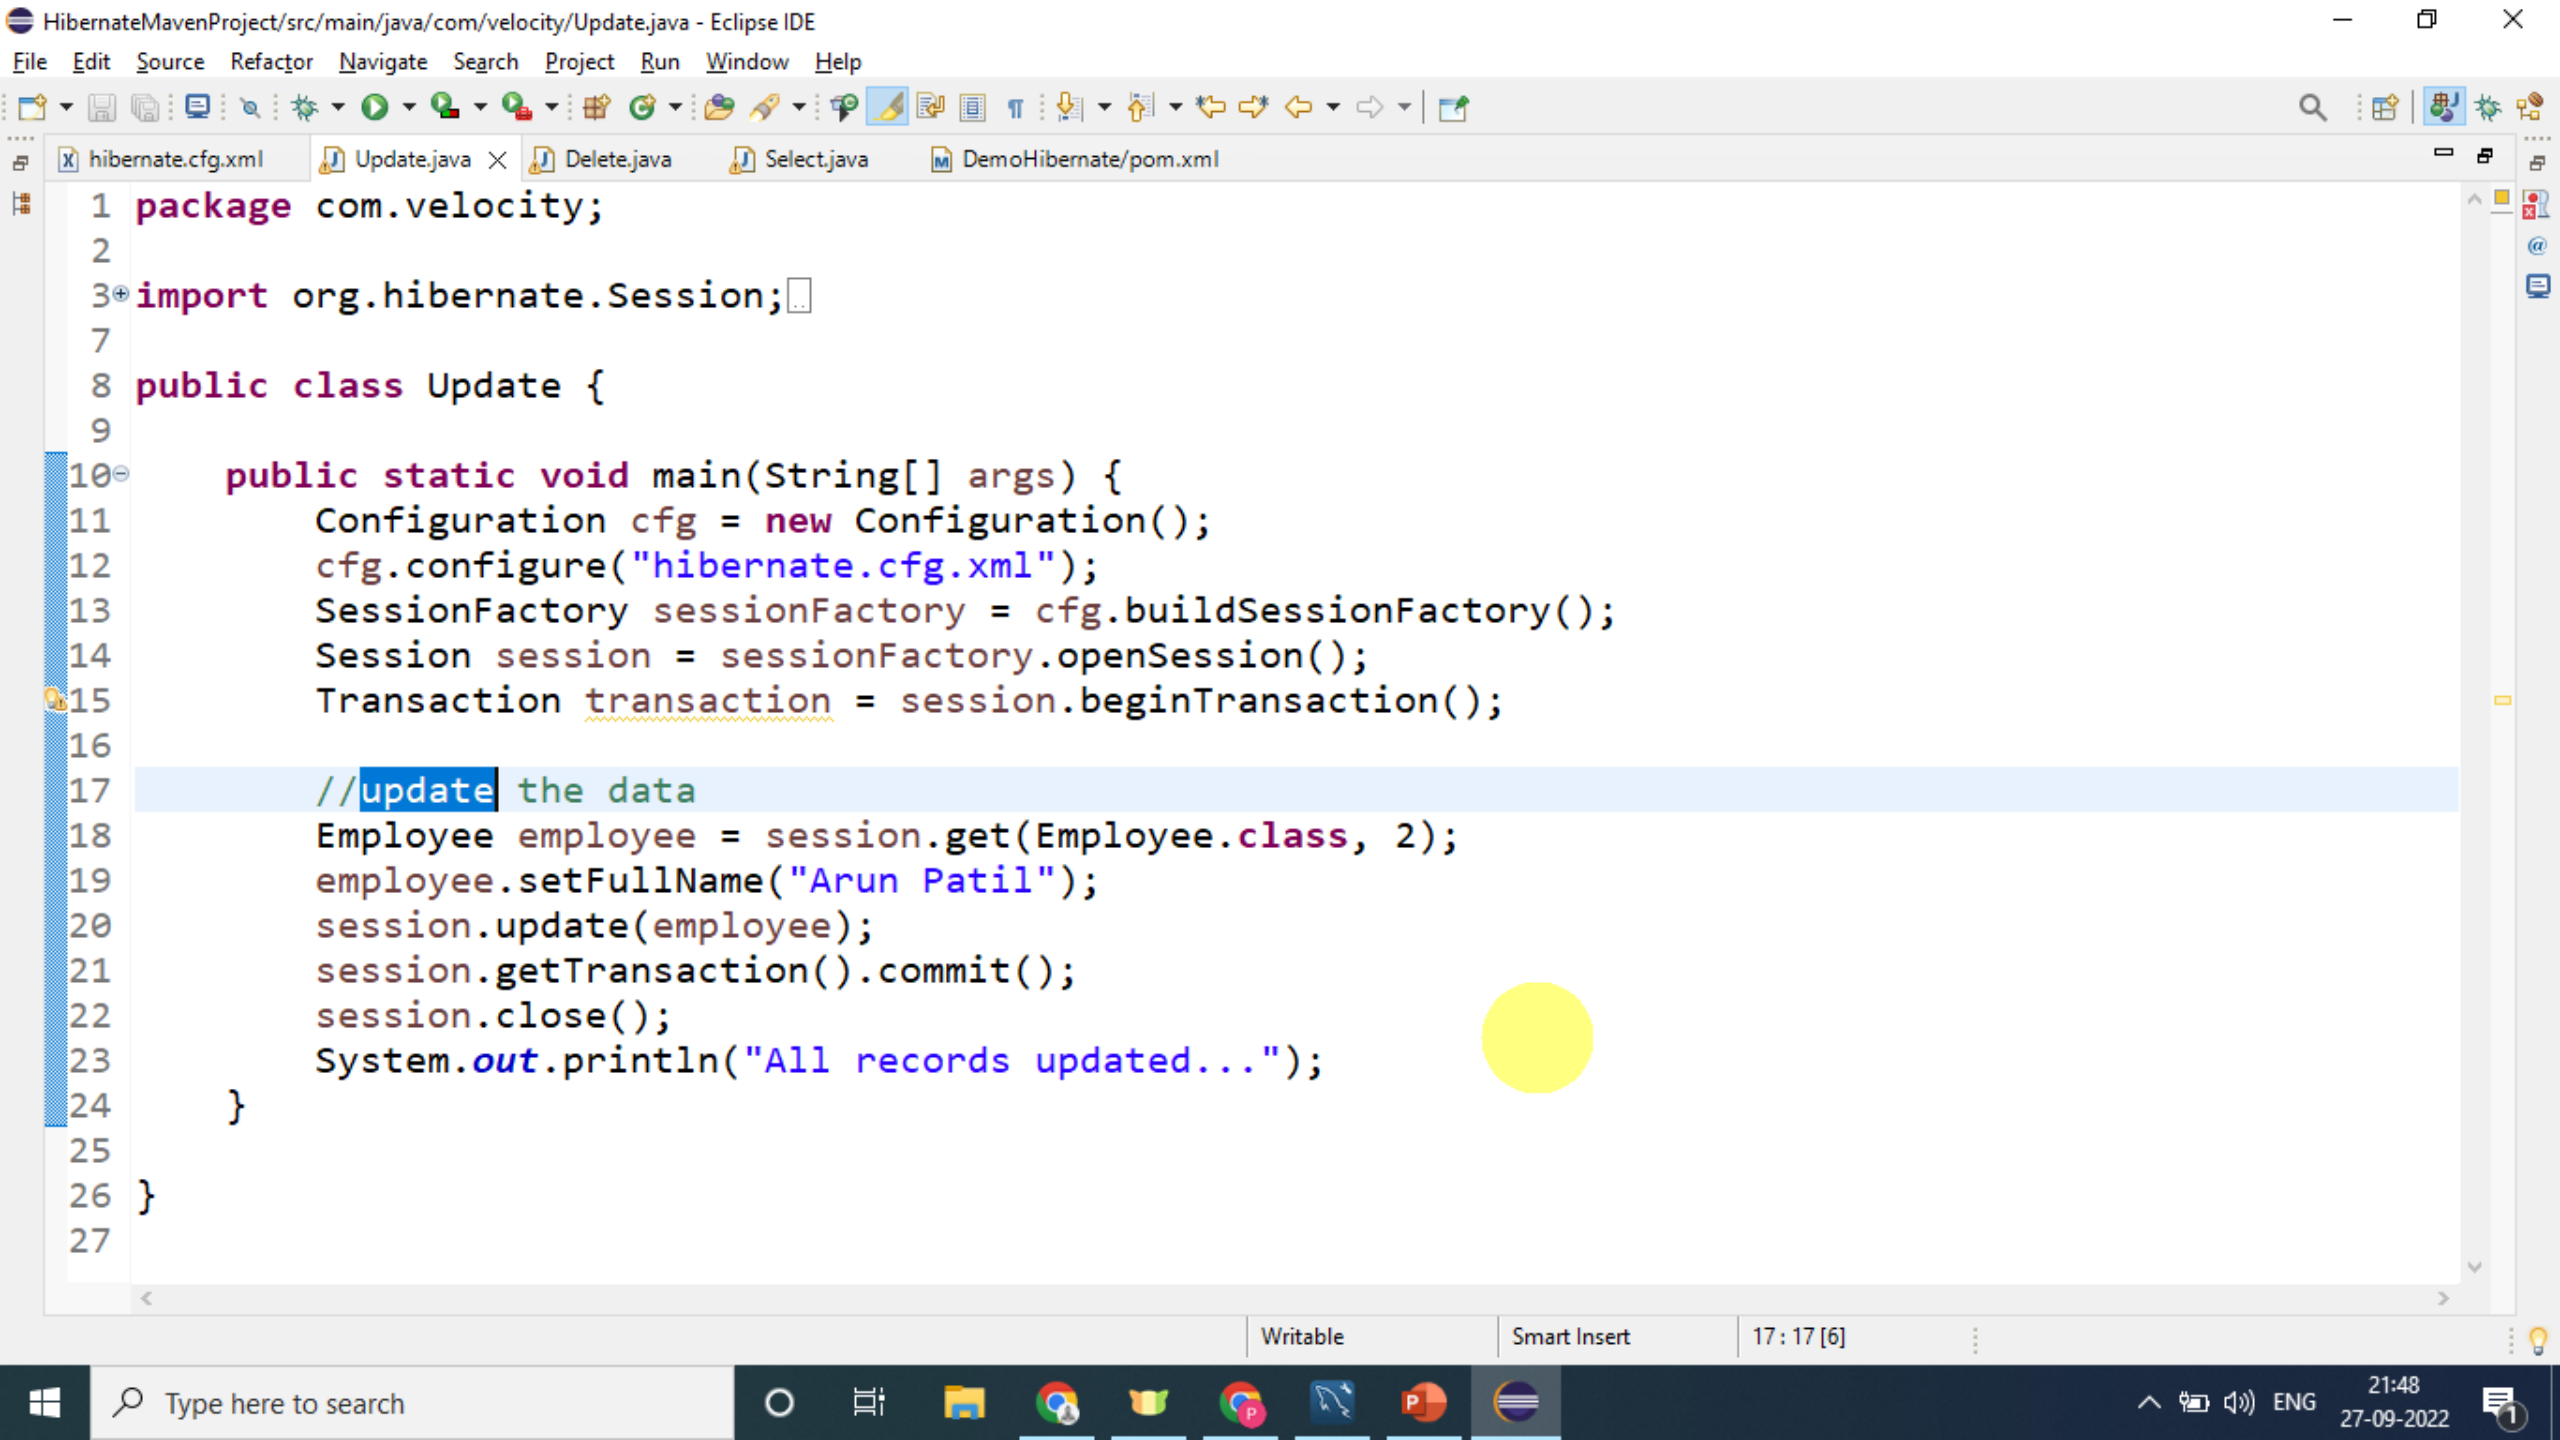 HibernateMavenProject/src/main/java/com/velocity/Update.java - Eclipse IDE
File Edit Source Refactor Navigate Search Project Run Window Help
hibernate.cfg.xml Update.java Delete.java Select.java DemoHibernate/pom.xml
1 package com.velocity;
2
3 import org.hibernate.Session;
7
8 public class Update {
9
10 public static void main(String[] args) {
11 Configuration cfg = new Configuration();
12 cfg.configure("hibernate.cfg.xml");
13 SessionFactory sessionFactory = cfg.buildSessionFactory();
14 Session session = sessionFactory.openSession();
15 Transaction transaction = session.beginTransaction();
16
17 //update the data
18 Employee employee = session.get(Employee.class, 2);
19 employee.setFullName("Arun Patil");
20 session.update(employee);
21 session.getTransaction().commit();
22 session.close();
23 System.out.println("All records updated...");
24 }
25
26 }
27
Writable Smart Insert 17 : 17 [6]
Type here to search
ENG
21:48
27-09-2022
1